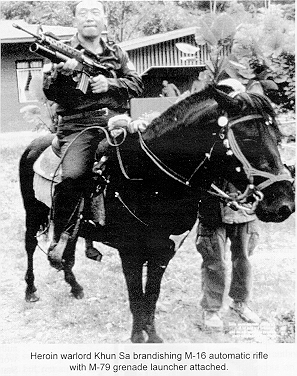 Heroin warlord Khun Sa brandishing M-16 automatic rifle
with M-79 grenade launcher attached.